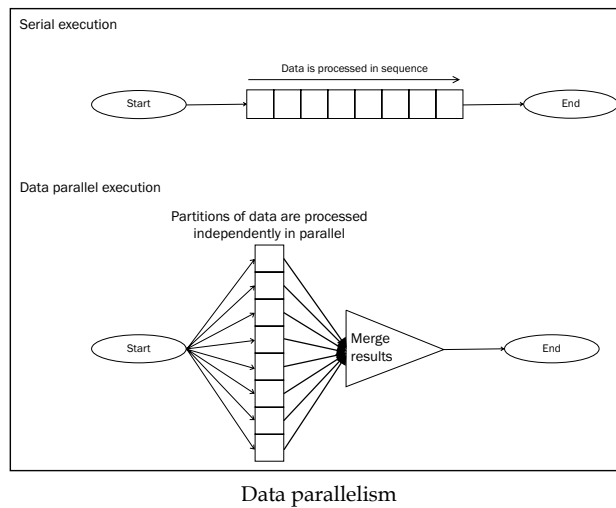 Serial execution
Data is processed in sequence
Start
End
Data parallel execution
Partitions of data are processed
independently in parallel
Start
Merge
results
End
Data parallelism